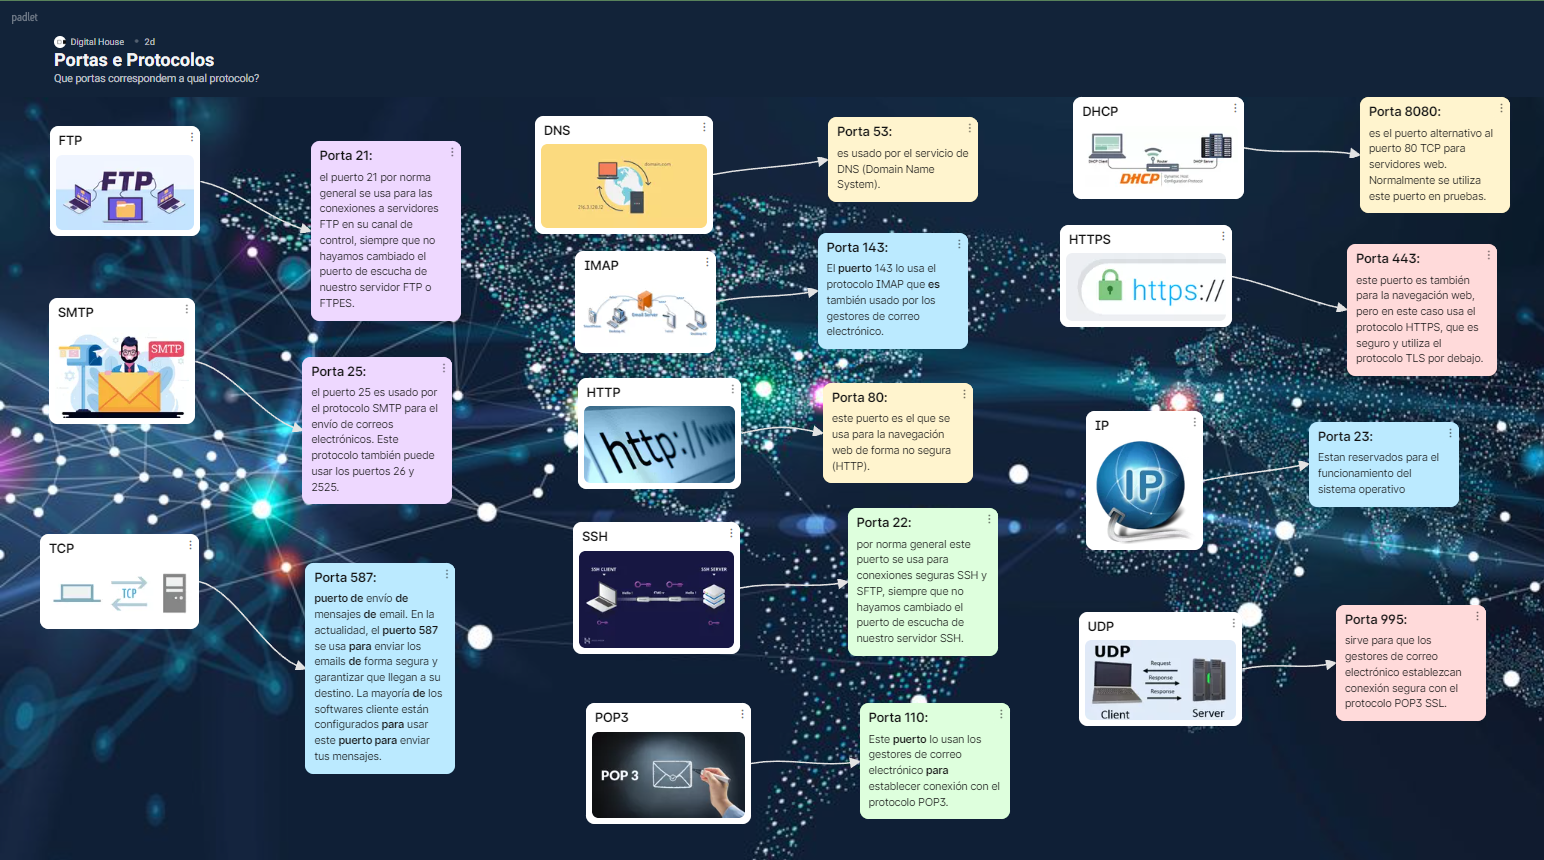 padlet
Digital House • 2d
Portas e Protocolos
Que portas correspondem a qual protocolo?
FTP
FTP
Porta 21:
el puerto 21 por norma
general se usa para las
conexiones a servidores
FTP en su canal de
control, siempre que no
hayamos cambiado el
puerto de escucha de
nuestro servidor FTP o
FTPES.
SMTP
SMTP
Porta 25:
el puerto 25 es usado por
el protocolo SMTP para el
envío de correos
electrónicos. Este
protocolo también puede
usar los puertos 26 y
2525.
TCP
TCP
Porta 587:
puerto de envío de
mensajes de email. En la
actualidad, el puerto 587
se usa para enviar los
emails de forma segura y
garantizar que llegan a su
destino. La mayoría de los
softwares cliente están
configurados para usar
este puerto para enviar
tus mensajes.
DNS
domain.com
Porta 53:
es usado por el servicio de
DNS (Domain Name
System).
IMAP
Email Server
Porta 143:
El puerto 143 lo usa el
protocolo IMAP que es
también usado por los
gestores de correo
electrónico.
HTTP
http://www
Porta 80:
este puerto es el que se
usa para la navegación
web de forma no segura
(HTTP).
SSH
SSH CLIENT
SSH SERVER
Porta 22:
por norma general este
puerto se usa para
conexiones seguras SSH y
SFTP, siempre que no
hayamos cambiado el
puerto de escucha de
nuestro servidor SSH.
POP3
POP 3
Porta 110:
Este puerto lo usan los
gestores de correo
electrónico para
establecer conexión con el
protocolo POP3.
DHCP
DHCP Client
Router
DHCP Server
DHCP
Dynamic Host
Configuration Protocol
Porta 8080:
es el puerto alternativo al
puerto 80 TCP para
servidores web.
Normalmente se utiliza
este puerto en pruebas.
HTTPS
https://
Porta 443:
este puerto es también
para la navegación web,
pero en este caso usa el
protocolo HTTPS, que es
seguro y utiliza el
protocolo TLS por debajo.
IP
IP
Porta 23:
Estan reservados para el
funcionamiento del
sistema operativo
UDP
UDP
Request
Response
Response
Client
Server
Porta 995:
sirve para que los
gestores de correo
electrónico establezcan
conexión segura con el
protocolo POP3 SSL.